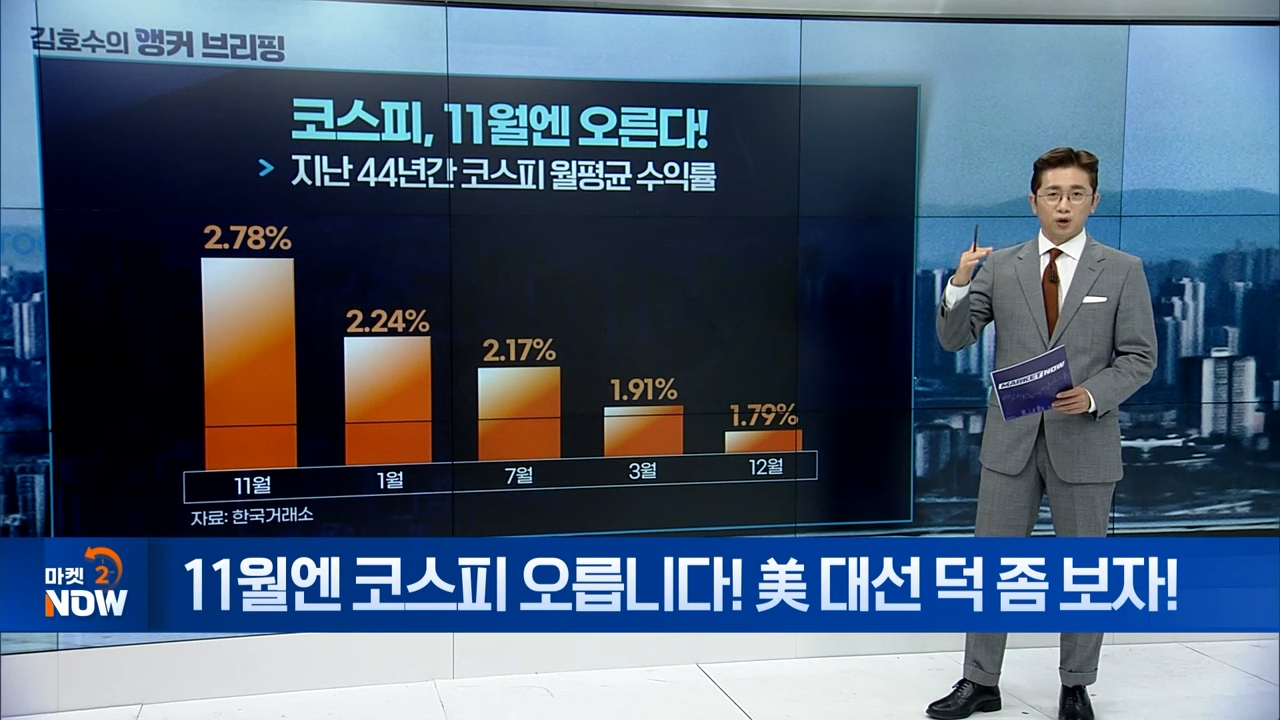 김호수의 앵커 브리핑
코스피, 11월엔 오른다!
> 지난 44년간 코스피 월평균 수익률
2.78%
2.24%
2.17%
1.91%
1.79%
11월
1월
7월
3월
12월
자료: 한국거래소
MARKET NOW
마켓 2
NOW
11월엔 코스피 오릅니다! 美 대선 덕 좀 보자!